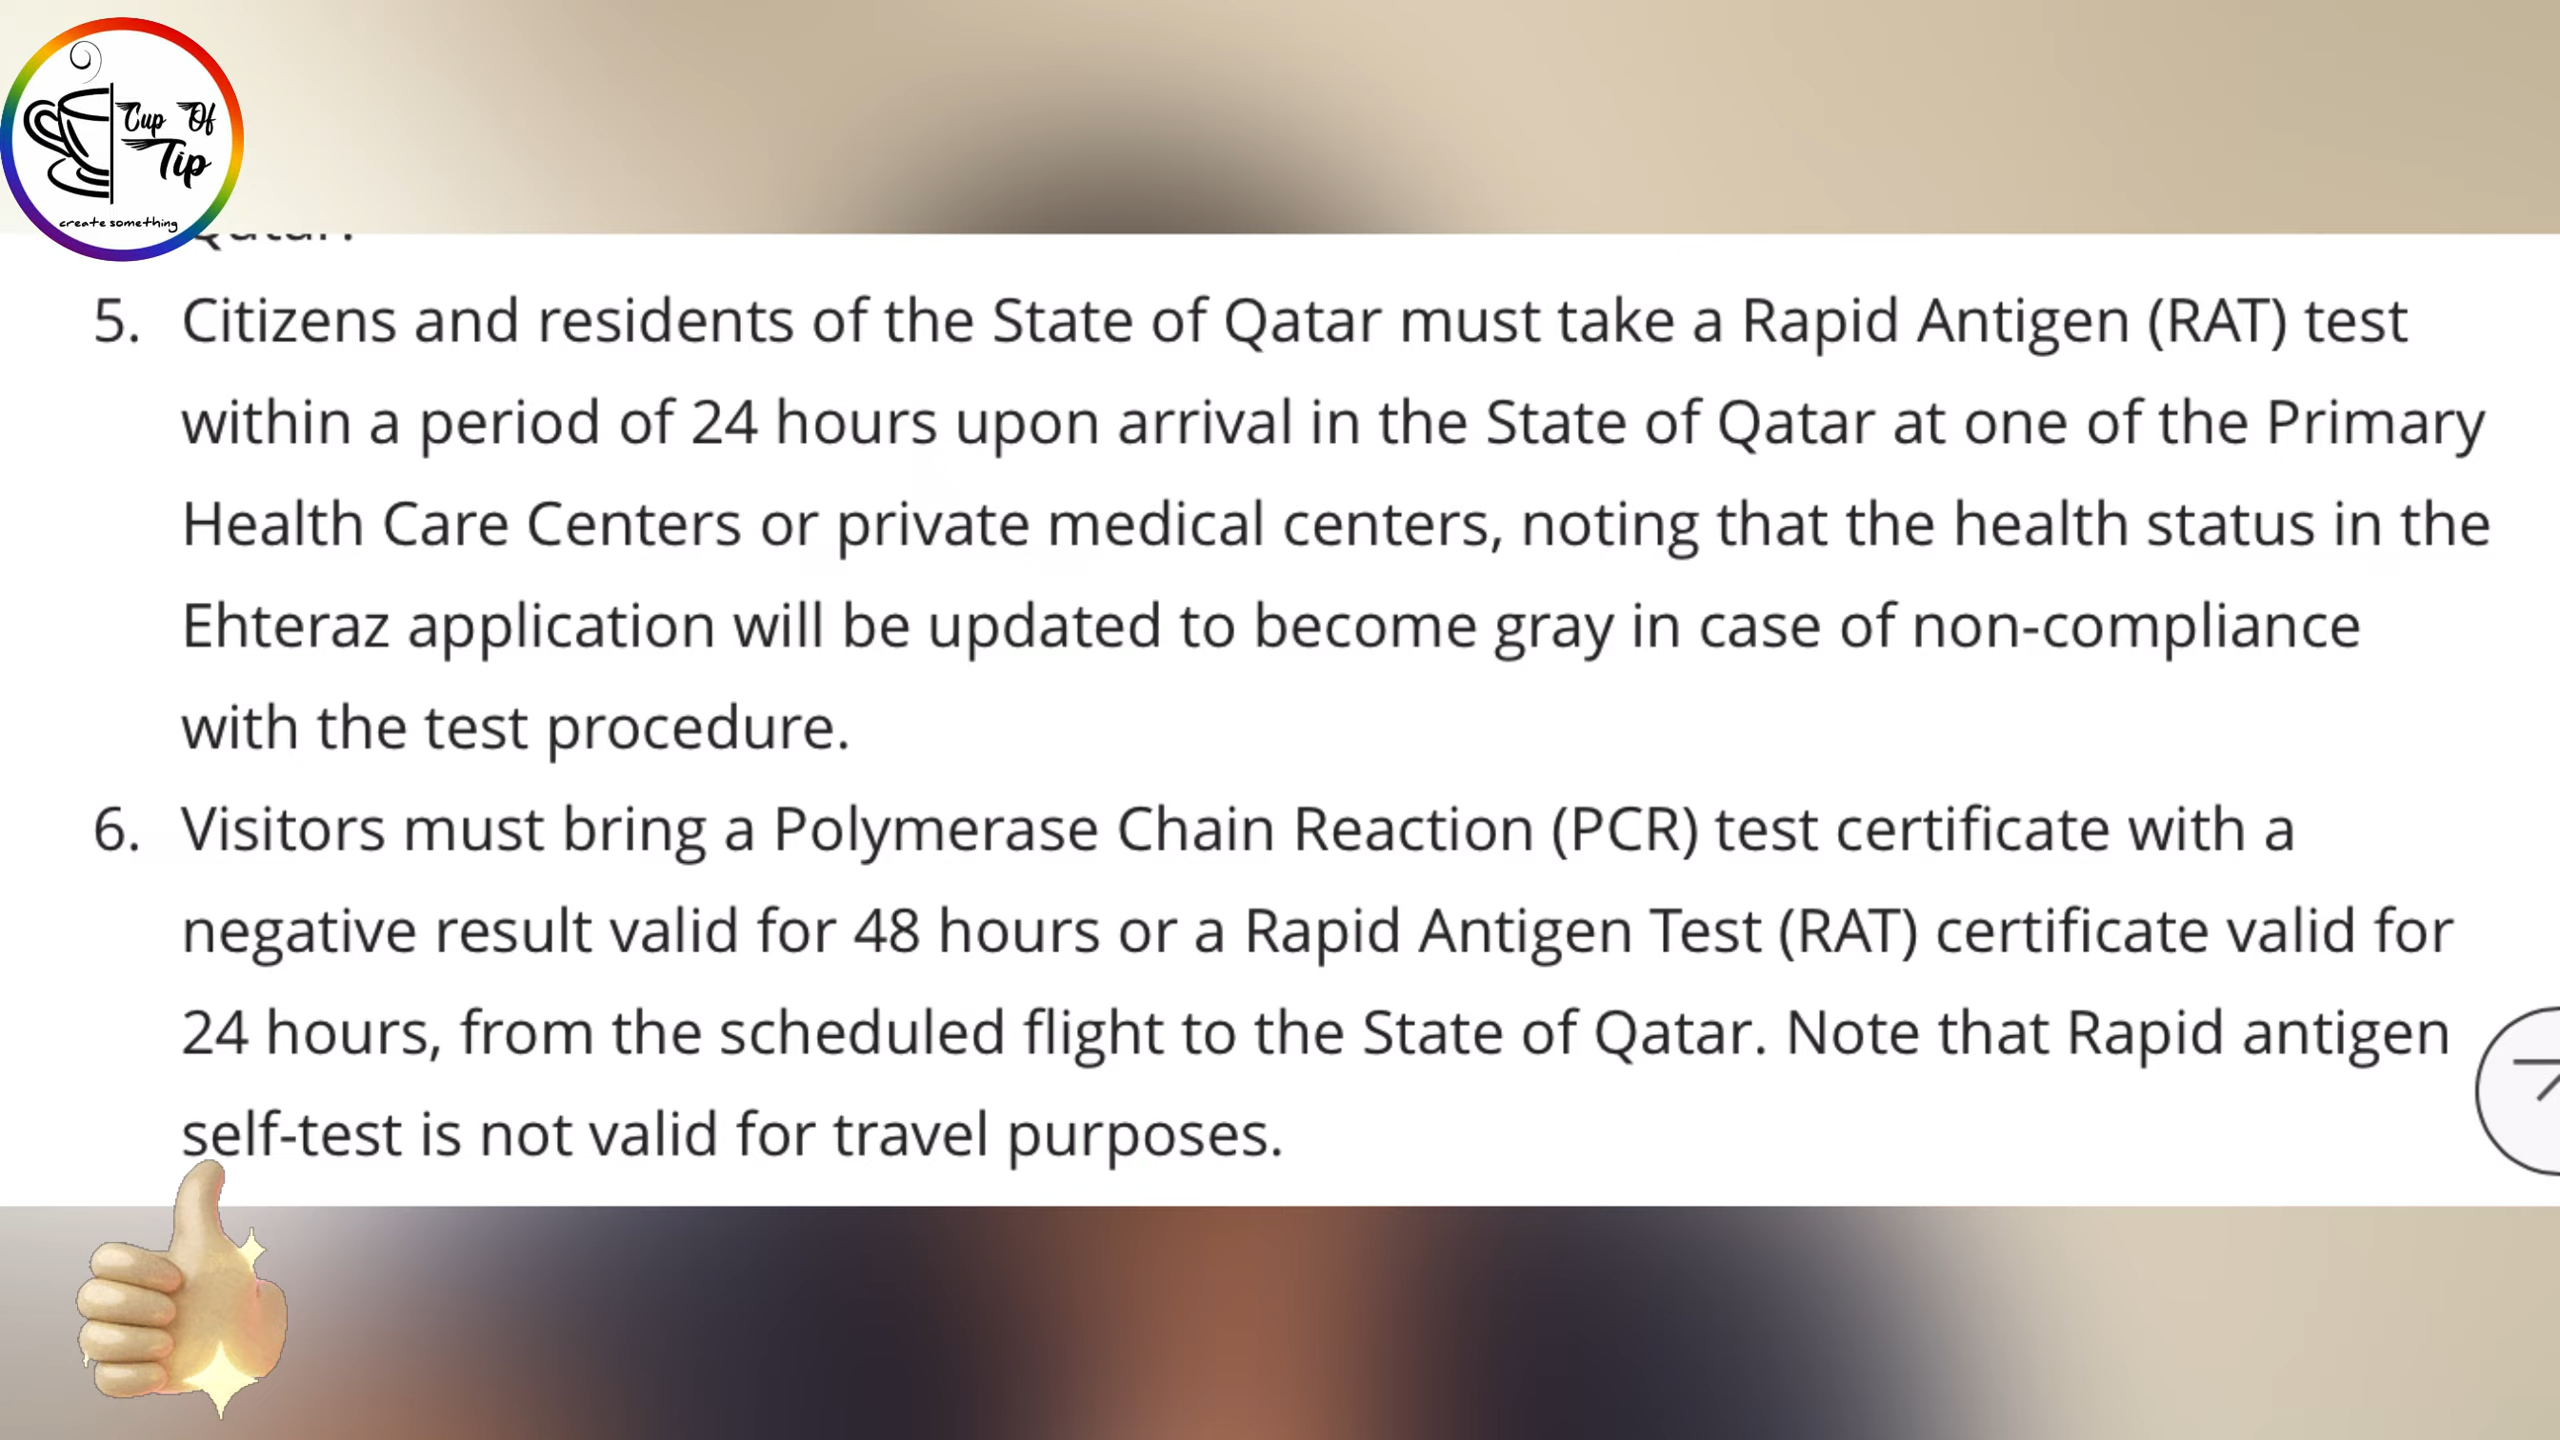 Cup Of
Tip
create something
Qatar.
5. Citizens and residents of the State of Qatar must take a Rapid Antigen (RAT) test
within a period of 24 hours upon arrival in the State of Qatar at one of the Primary
Health Care Centers or private medical centers, noting that the health status in the
Ehteraz application will be updated to become gray in case of non-compliance
with the test procedure.
6. Visitors must bring a Polymerase Chain Reaction (PCR) test certificate with a
negative result valid for 48 hours or a Rapid Antigen Test (RAT) certificate valid for
24 hours, from the scheduled flight to the State of Qatar. Note that Rapid antigen
self-test is not valid for travel purposes.